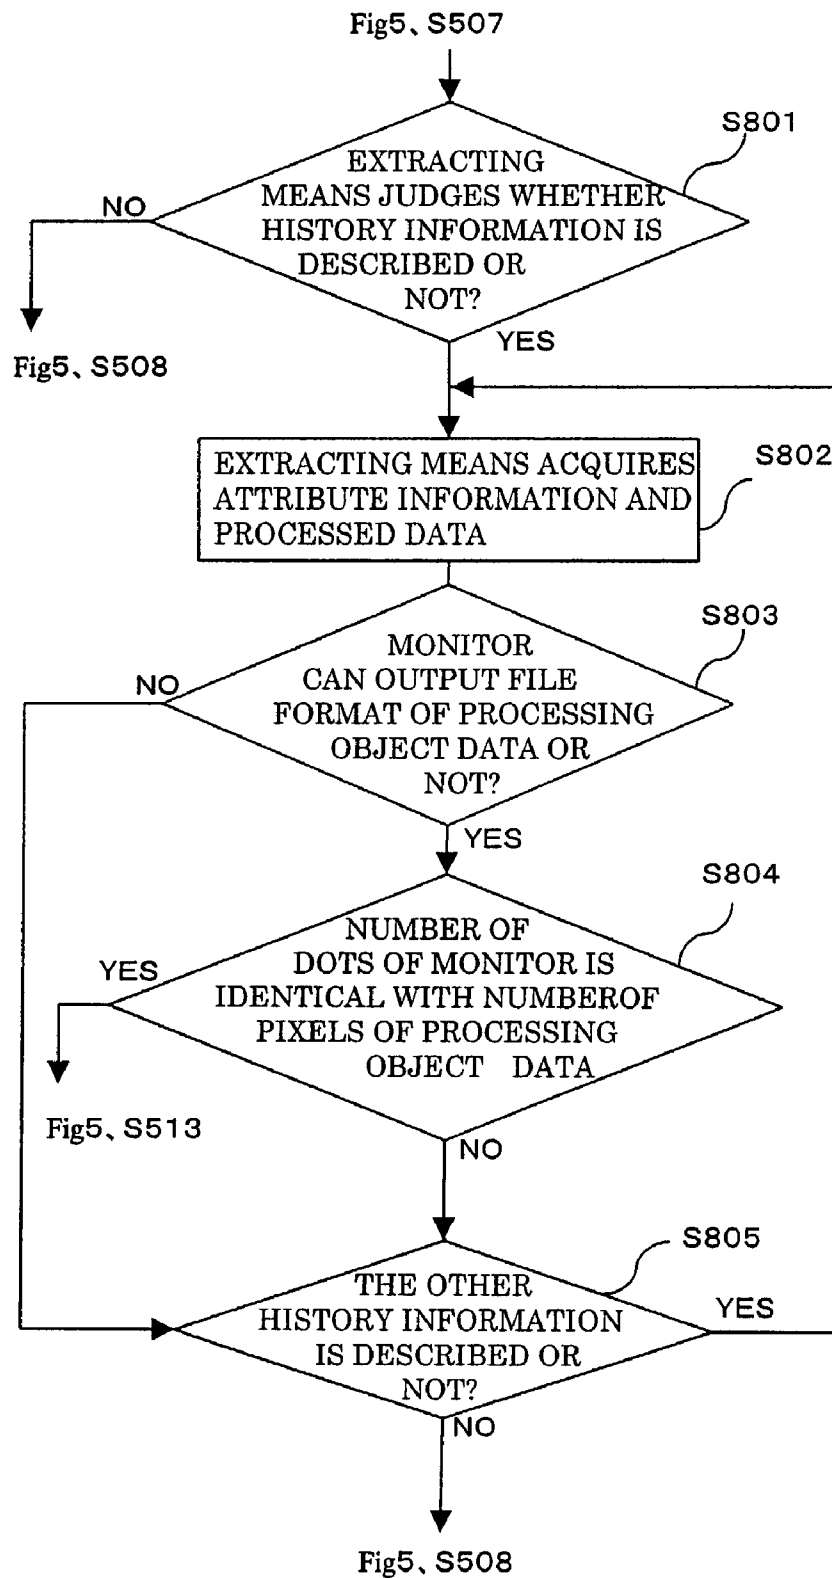 Fig5、S507
S801
EXTRACTING
MEANS JUDGES WHETHER
HISTORY INFORMATION IS
DESCRIBED OR
NOT?
NO
YES
Fig5、S508
S802
EXTRACTING MEANS ACQUIRES
ATTRIBUTE INFORMATION AND
PROCESSED DATA
S803
MONITOR
CAN OUTPUT FILE
FORMAT OF PROCESSING
OBJECT DATA OR
NOT?
NO
YES
S804
NUMBER OF
DOTS OF MONITOR IS
IDENTICAL WITH NUMBEROF
PIXELS OF PROCESSING
OBJECT DATA
YES
Fig5、S513
NO
S805
THE OTHER
HISTORY INFORMATION
IS DESCRIBED OR
NOT?
YES
NO
Fig5、S508